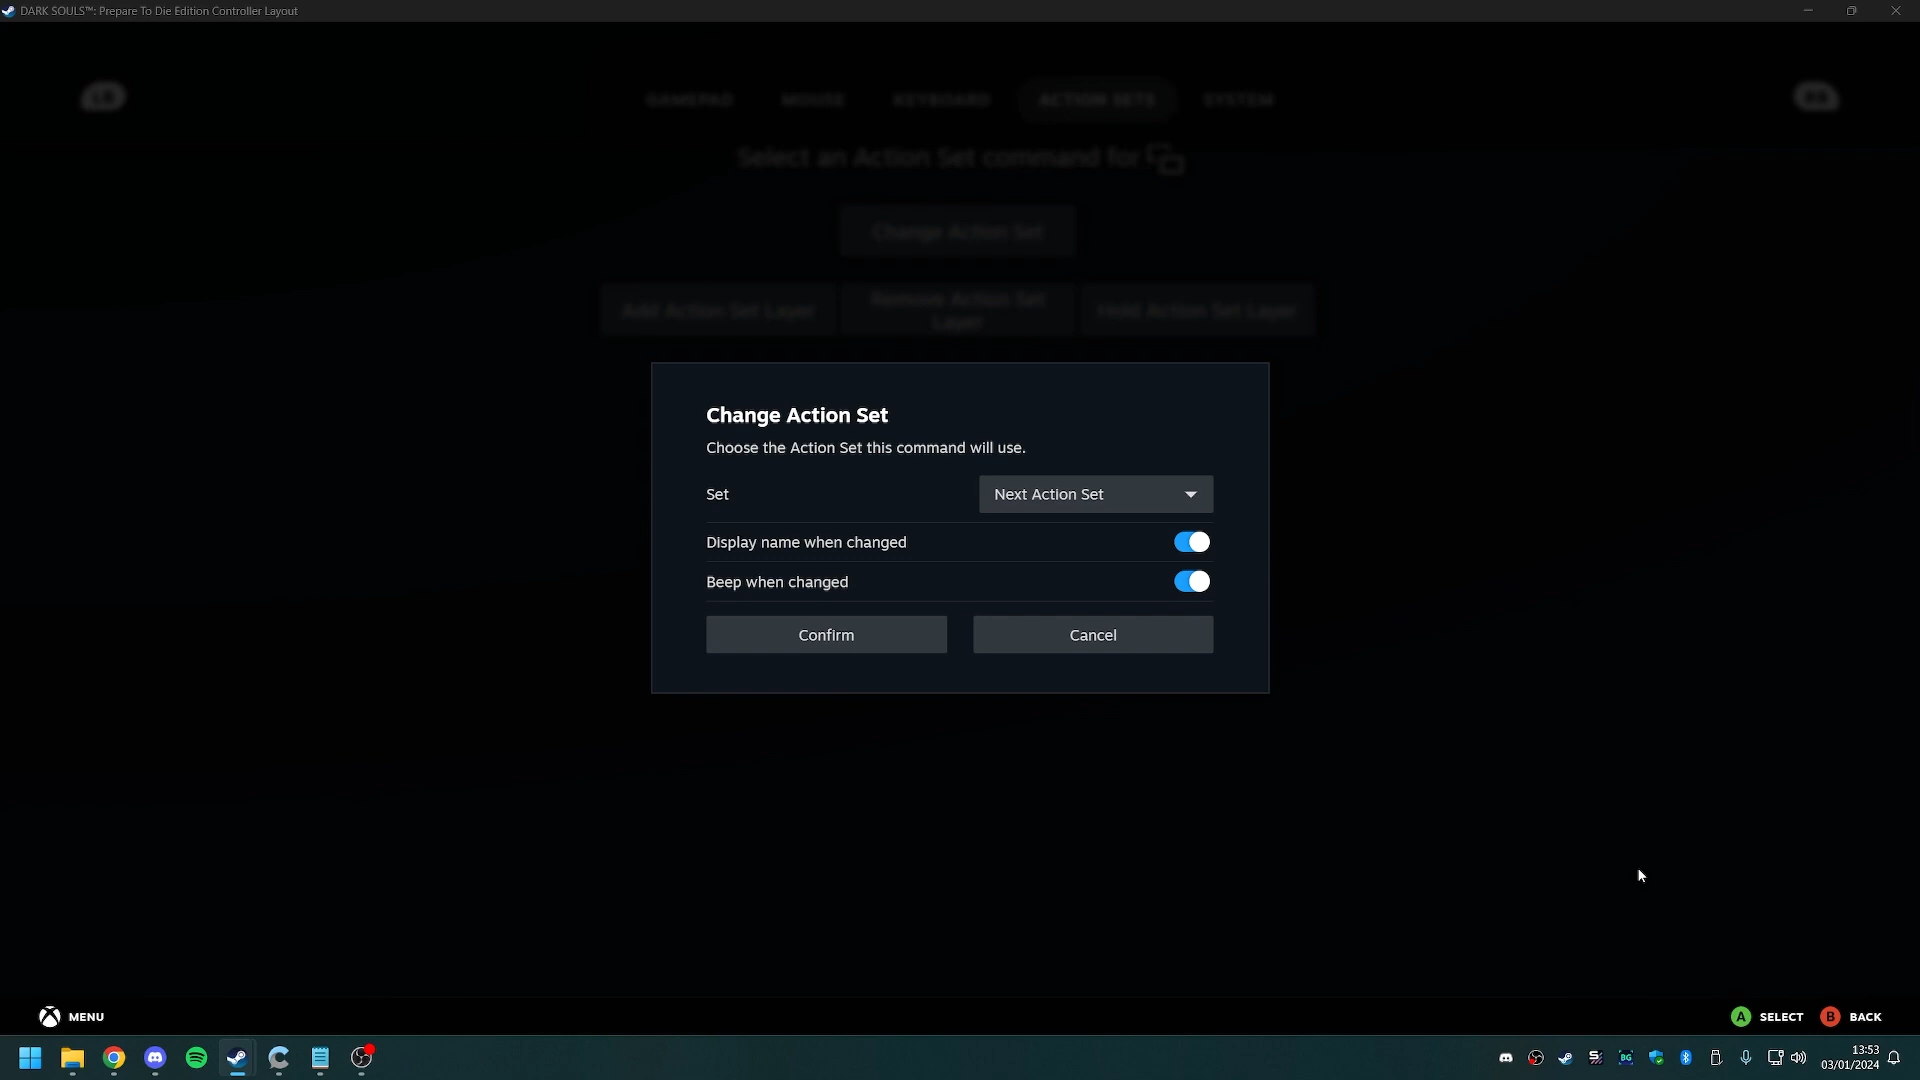 DARK SOULS™: Prepare To Die Edition Controller Layout
GAMEPAD MOUSE KEYBOARD ACTION SETS SYSTEM
Select an Action Set command for
Change Action Set
Add Action Set Layer
Remove Action Set
Layer
Hold Action Set Layer
Change Action Set
Choose the Action Set this command will use.
Set
Next Action Set
Display name when changed
Beep when changed
Confirm
Cancel
MENU
A SELECT
B BACK
BG
13:53
03/01/2024